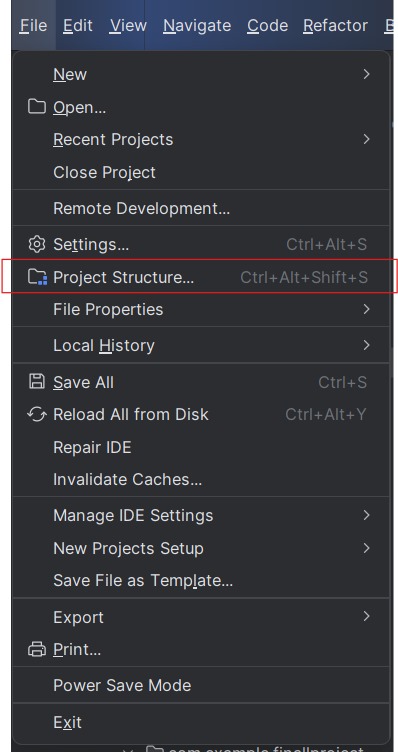 File Edit View Navigate Code Refactor
New
Open...
Recent Projects
Close Project
Remote Development...
Settings... Ctrl+Alt+S
Project Structure... Ctrl+Alt+Shift+S
File Properties
Local History
Save All Ctrl+S
Reload All from Disk Ctrl+Alt+Y
Repair IDE
Invalidate Caches...
Manage IDE Settings
New Projects Setup
Save File as Template...
Export
Print...
Power Save Mode
Exit